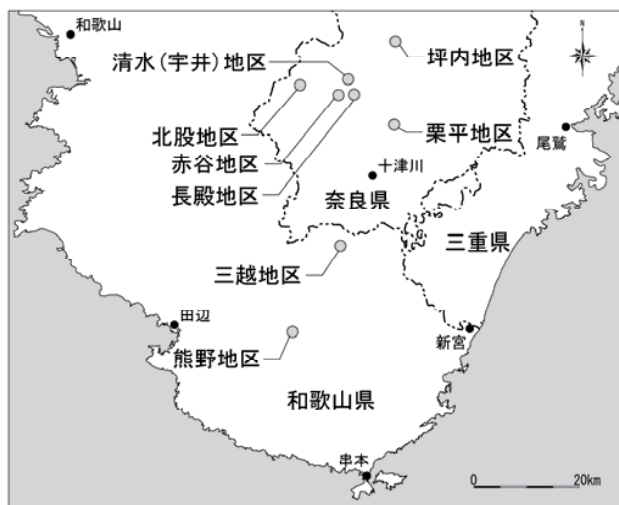 和歌山
N
清水(宇井)地区
坪内地区
北股地区
赤谷地区
長殿地区
栗平地区
尾鷲
十津川
奈良県
三重県
三越地区
田辺
新宮
熊野地区
和歌山県
串本
0 20km